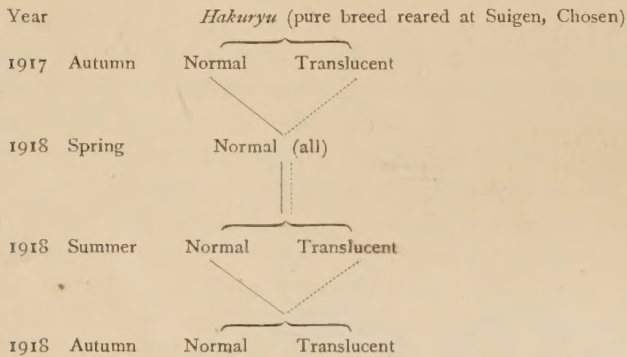 Year Hakuryu (pure breed reared at Suigen, Chosen)
1917 Autumn Normal Translucent
1918 Spring Normal (all)
1918 Summer Normal Translucent
1918 Autumn Normal Translucent